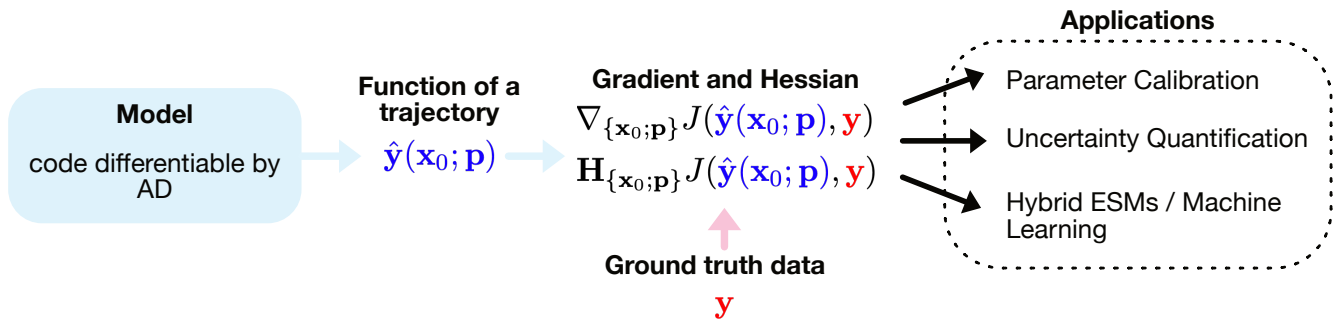 Model
code differentiable by
AD
Function of a
trajectory
ŷ(x₀; p)
Gradient and Hessian
∇_{x₀;p} J(ŷ(x₀; p), y)
H_{x₀;p} J(ŷ(x₀; p), y)
Ground truth data
y
Applications
Parameter Calibration
Uncertainty Quantification
Hybrid ESMs / Machine
Learning